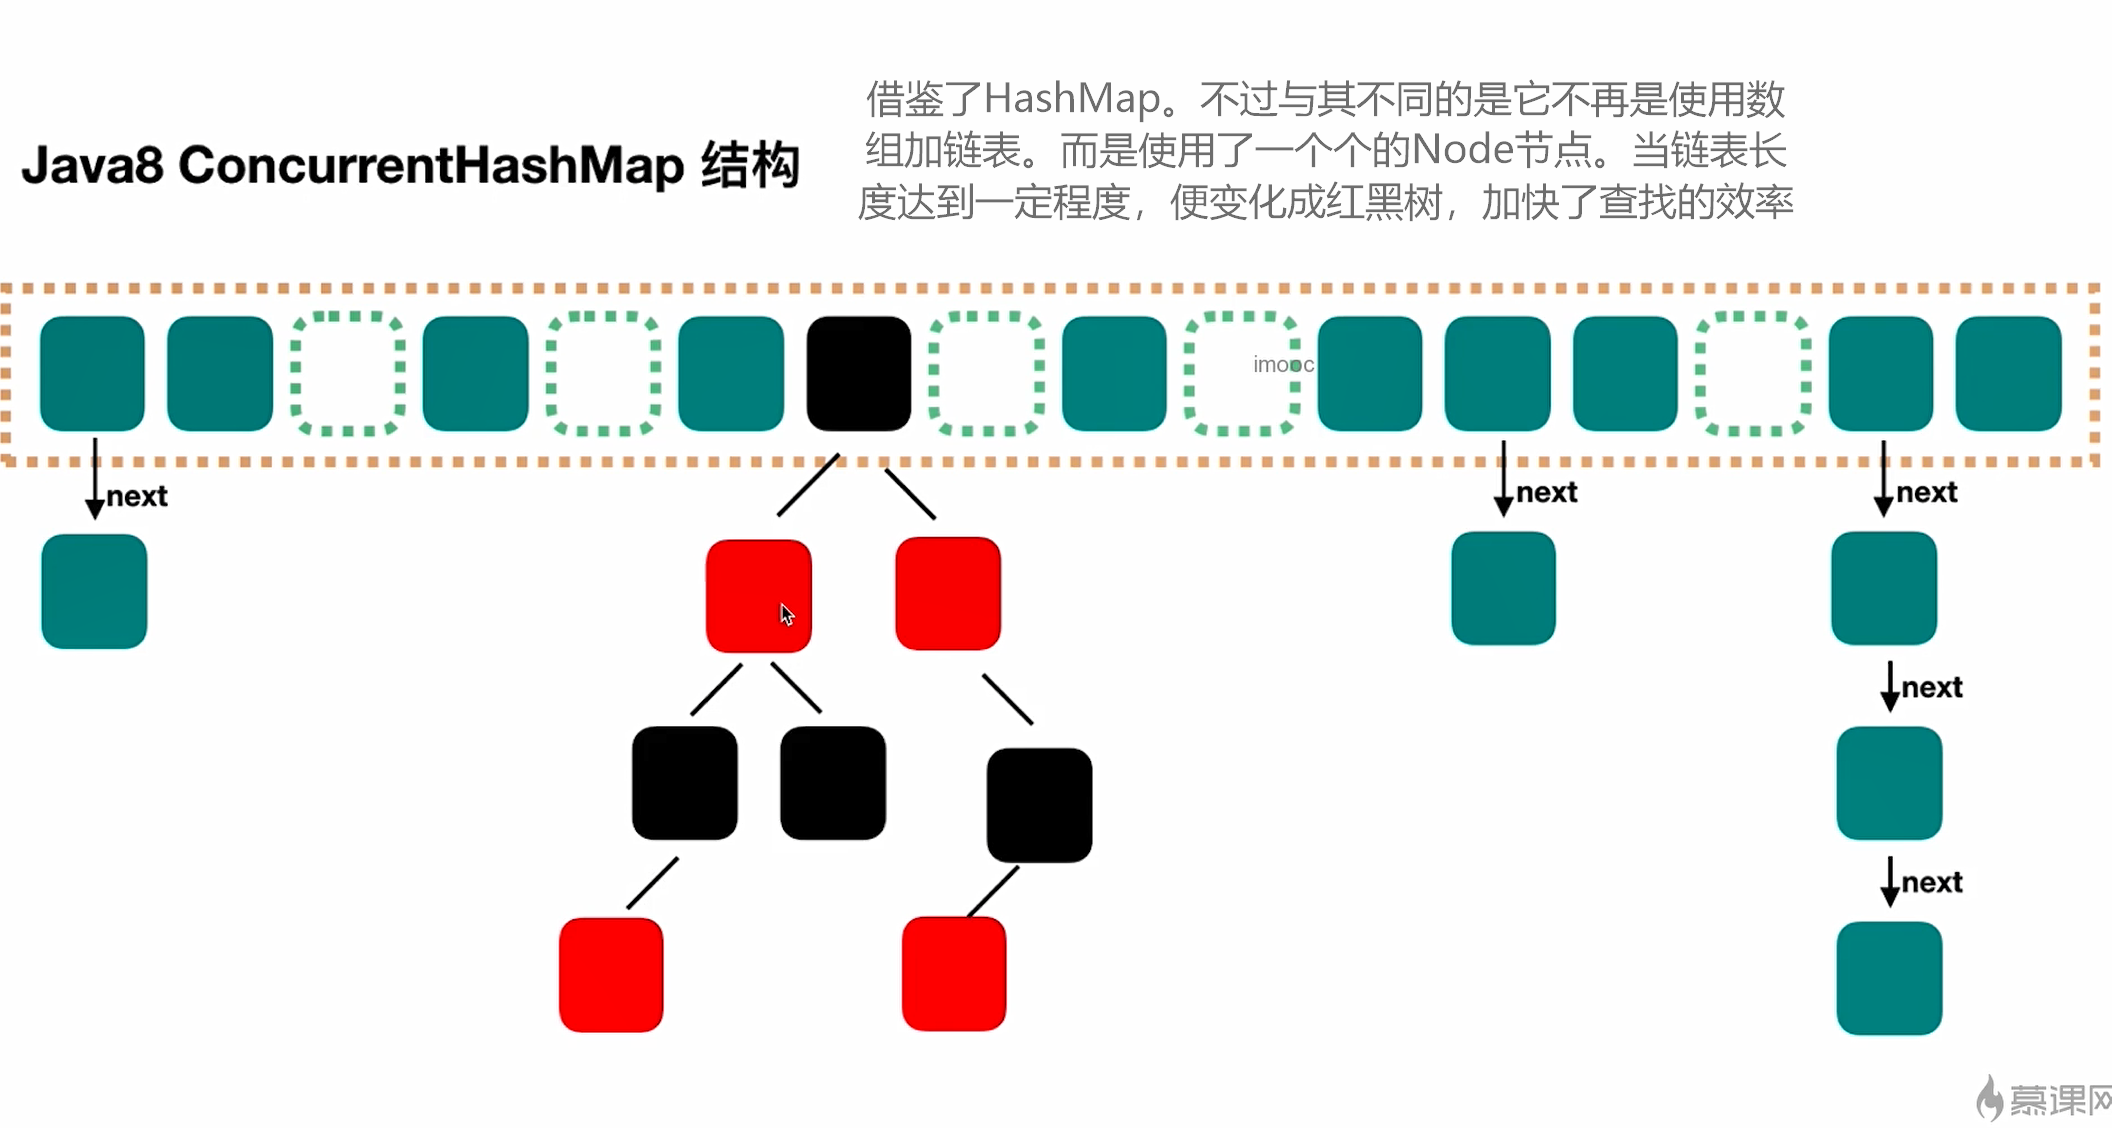 借鉴了HashMap。不过与其不同的是它不再是使用数
组加链表。而是使用了一个个的Node节点。当链表长
度达到一定程度，便变化成红黑树，加快了查找的效率
Java8 ConcurrentHashMap 结构
imooc
next
next
next
next
next
慕课网